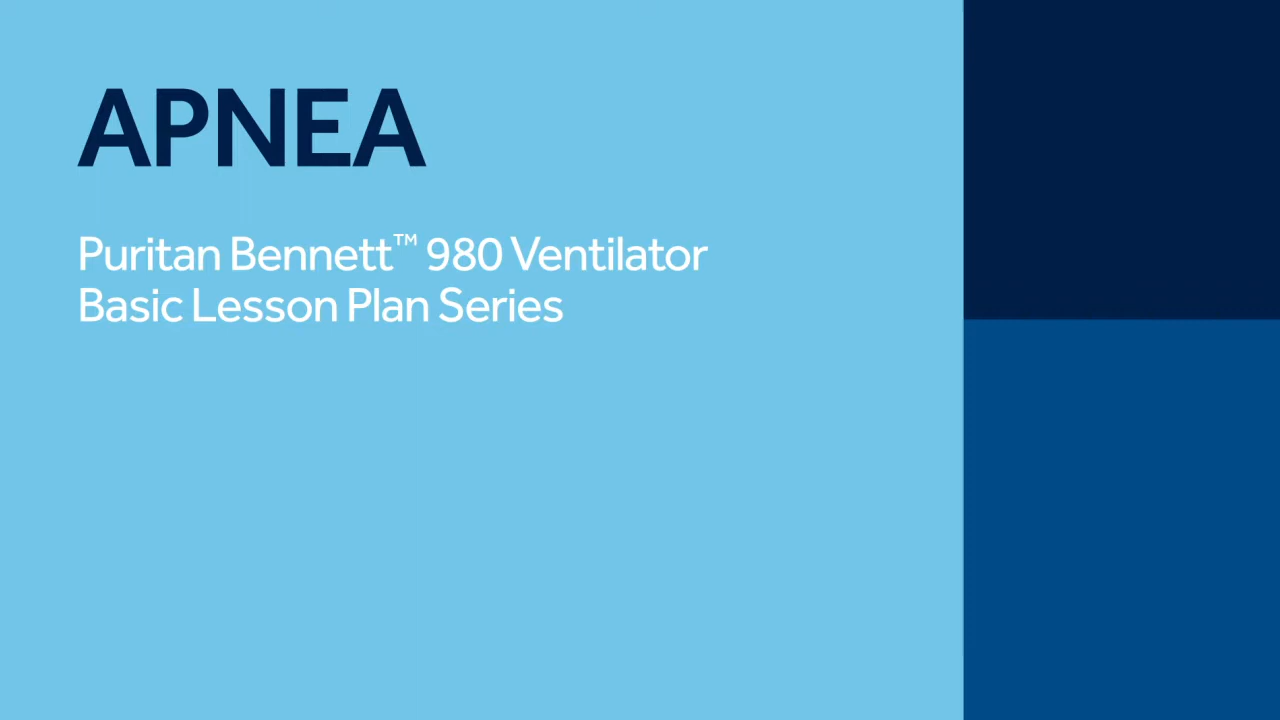 APNEA
Puritan Bennett™ 980 Ventilator
Basic Lesson Plan Series